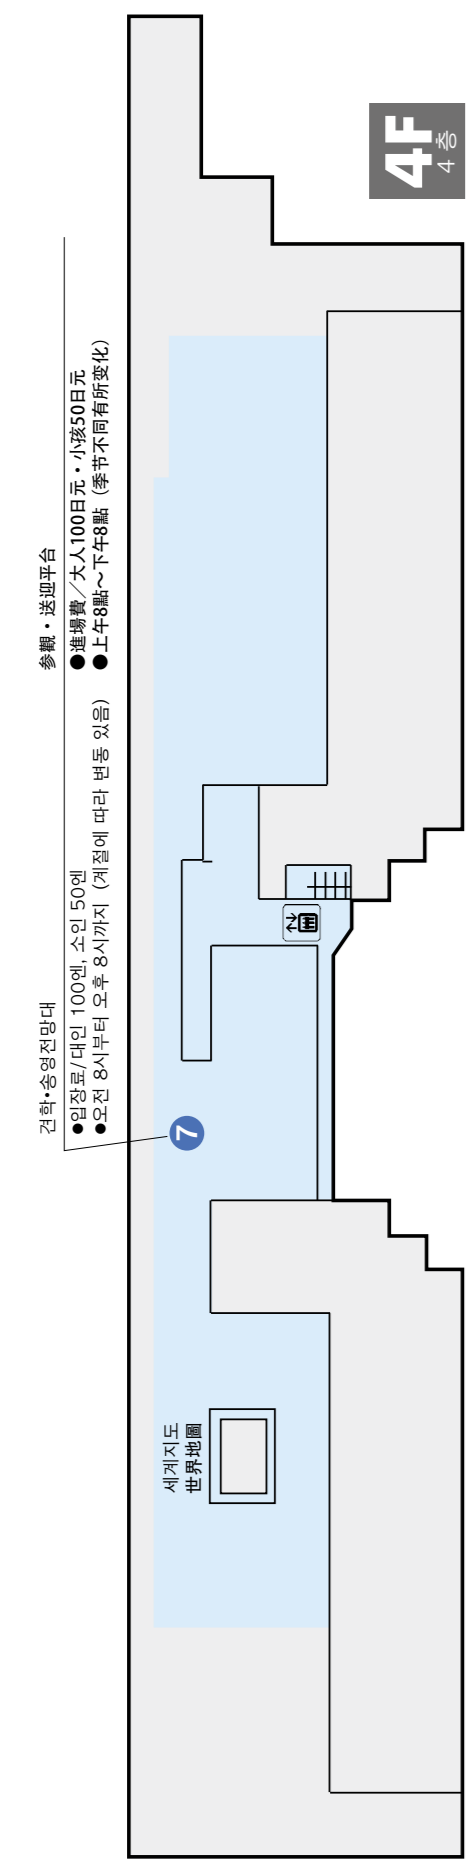 4F
4 층
견학•송영전망대
●입장료/대인 100엔, 소인 50엔
●오전 8시부터 오후 8시까지 (계절에 따라 변동 있음)
参觀・送迎平台
●進場費／大人100日元・小孩50日元
●上午8點～下午8點（季节不同有所变化）
7
세계지도
世界地圖